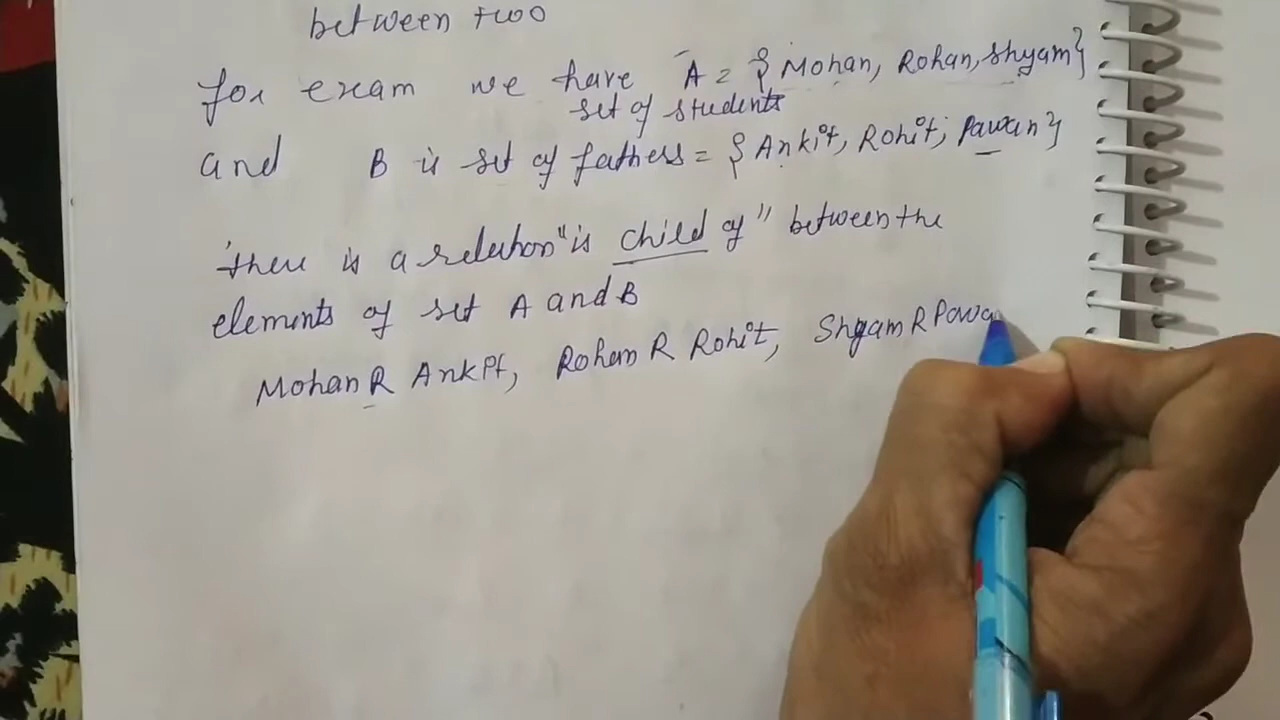 between two
for exam we have A = { Mohan, Rohan, Shyam}
set of students
and B is set of fathers = { Ankit, Rohit, Pawan}
there is a relation "is child of" between the
elements of set A and B
Mohan R Ankit, Rohan R Rohit, Shyam R Pawa